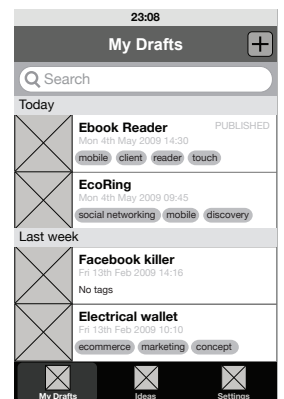 23:08
My Drafts
Search
Today
Ebook Reader PUBLISHED
Mon 4th May 2009 14:30
mobile client reader touch
EcoRing
Mon 4th May 2009 09:45
social networking mobile discovery
Last week
Facebook killer
Fri 13th Feb 2009 14:16
No tags
Electrical wallet
Fri 13th Feb 2009 10:10
ecommerce marketing concept
My Drafts Ideas Settings